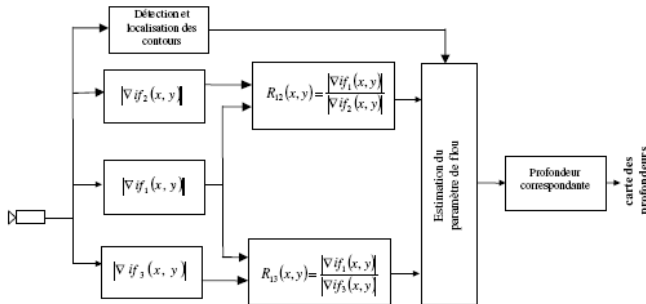 Détection et
localisation des
contours
|∇if₂(x, y)|
R₁₂(x, y) = |∇if₁(x, y)| / |∇if₂(x, y)|
|∇if₁(x, y)|
|∇if₃(x, y)|
R₁₃(x, y) = |∇if₁(x, y)| / |∇if₃(x, y)|
Estimation du
paramètre de flou
Profondeur
correspondante
carte des
profondeurs